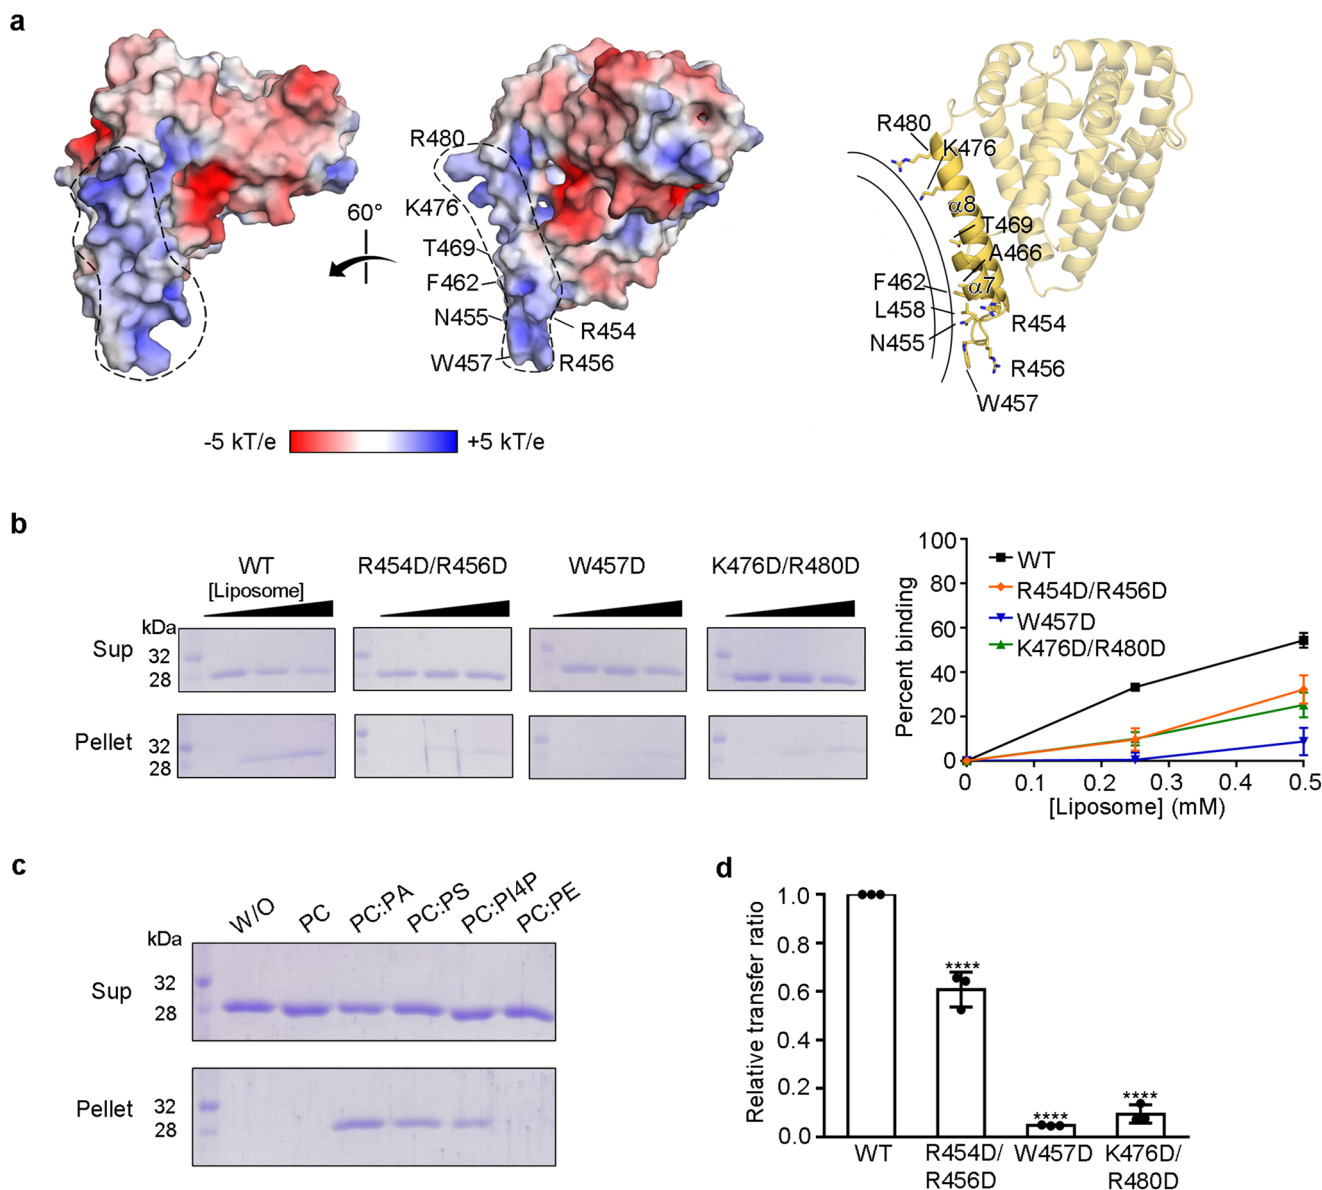 a
R480
K476
T469
F462
N455
W457
R454
R456
60°
R480
K476
α8
T469
A466
F462
α7
L458
N455
R454
R456
W457
-5 kT/e
+5 kT/e
b
WT
[Liposome]
R454D/R456D
W457D
K476D/R480D
kDa
Sup
32
28
Pellet
32
28
100
80
60
40
20
0
Percent binding
WT
R454D/R456D
W457D
K476D/R480D
0 0.1 0.2 0.3 0.4 0.5
[Liposome] (mM)
c
W/O PC PC:PA PC:PS PC:PI4P PC:PE
kDa
Sup
32
28
Pellet
32
28
d
1.0
0.8
0.6
0.4
0.2
0.0
Relative transfer ratio
****
****
****
WT
R454D/
R456D
W457D
K476D/
R480D